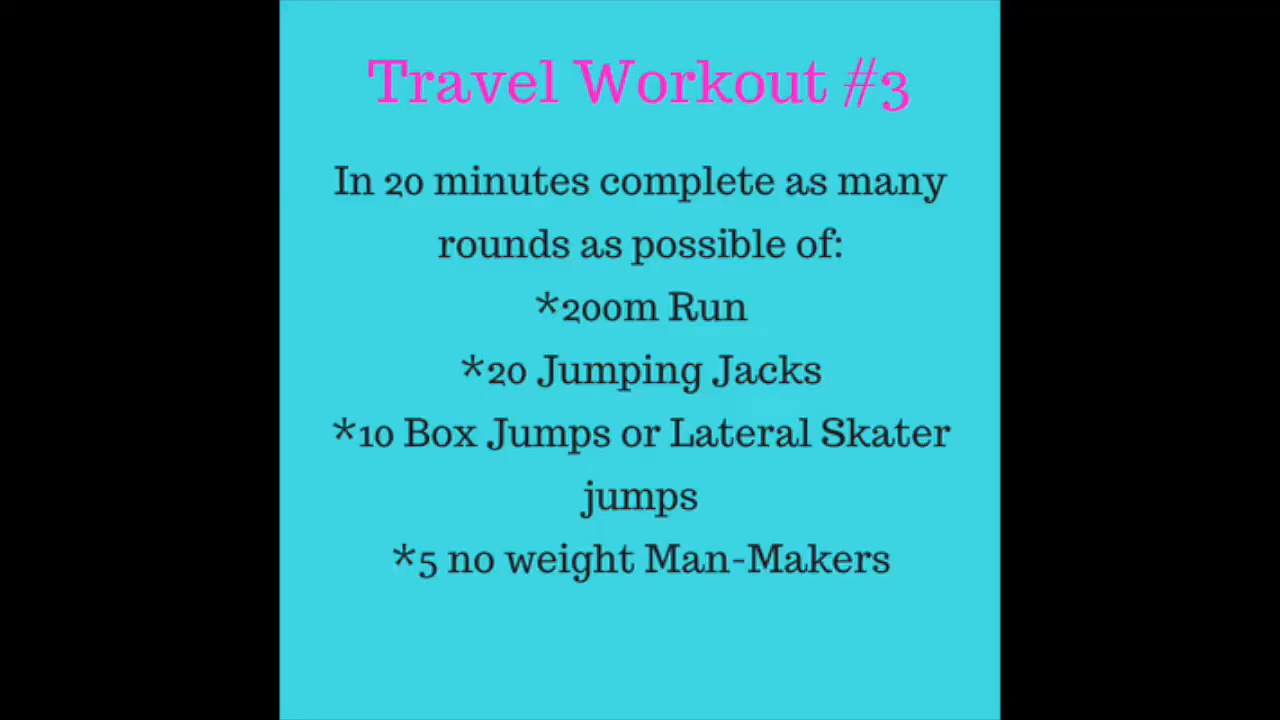 Travel Workout #3
In 20 minutes complete as many
rounds as possible of:
*200m Run
*20 Jumping Jacks
*10 Box Jumps or Lateral Skater
jumps
*5 no weight Man-Makers